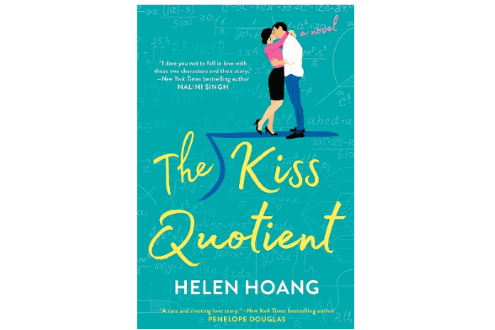 a novel
"I dare you not to fall in love with
these two characters and their story."
—New York Times bestselling author
NALINI SINGH
The Kiss
Quotient
HELEN HOANG
"A rare and riveting love story."—New York Times bestselling author
PENELOPE DOUGLAS